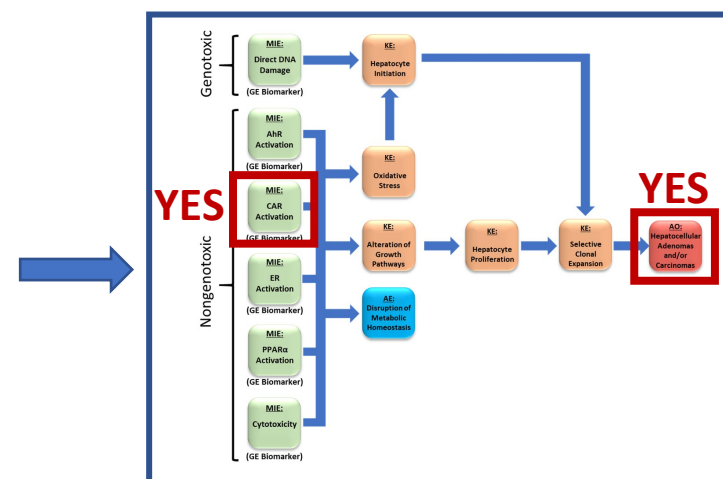 Genotoxic
MIE:
Direct DNA
Damage
(GE Biomarker)
KE:
Hepatocyte
Initiation
Nongenotoxic
MIE:
AhR
Activation
(GE Biomarker)
KE:
Oxidative
Stress
YES
MIE:
CAR
Activation
(GE Biomarker)
KE:
Alteration of
Growth
Pathways
KE:
Hepatocyte
Proliferation
KE:
Selective
Clonal
Expansion
YES
AO:
Hepatocellular
Adenomas
and/or
Carcinomas
MIE:
ER
Activation
(GE Biomarker)
AE:
Disruption of
Metabolic
Homeostasis
MIE:
PPARα
Activation
(GE Biomarker)
MIE:
Cytotoxicity
(GE Biomarker)